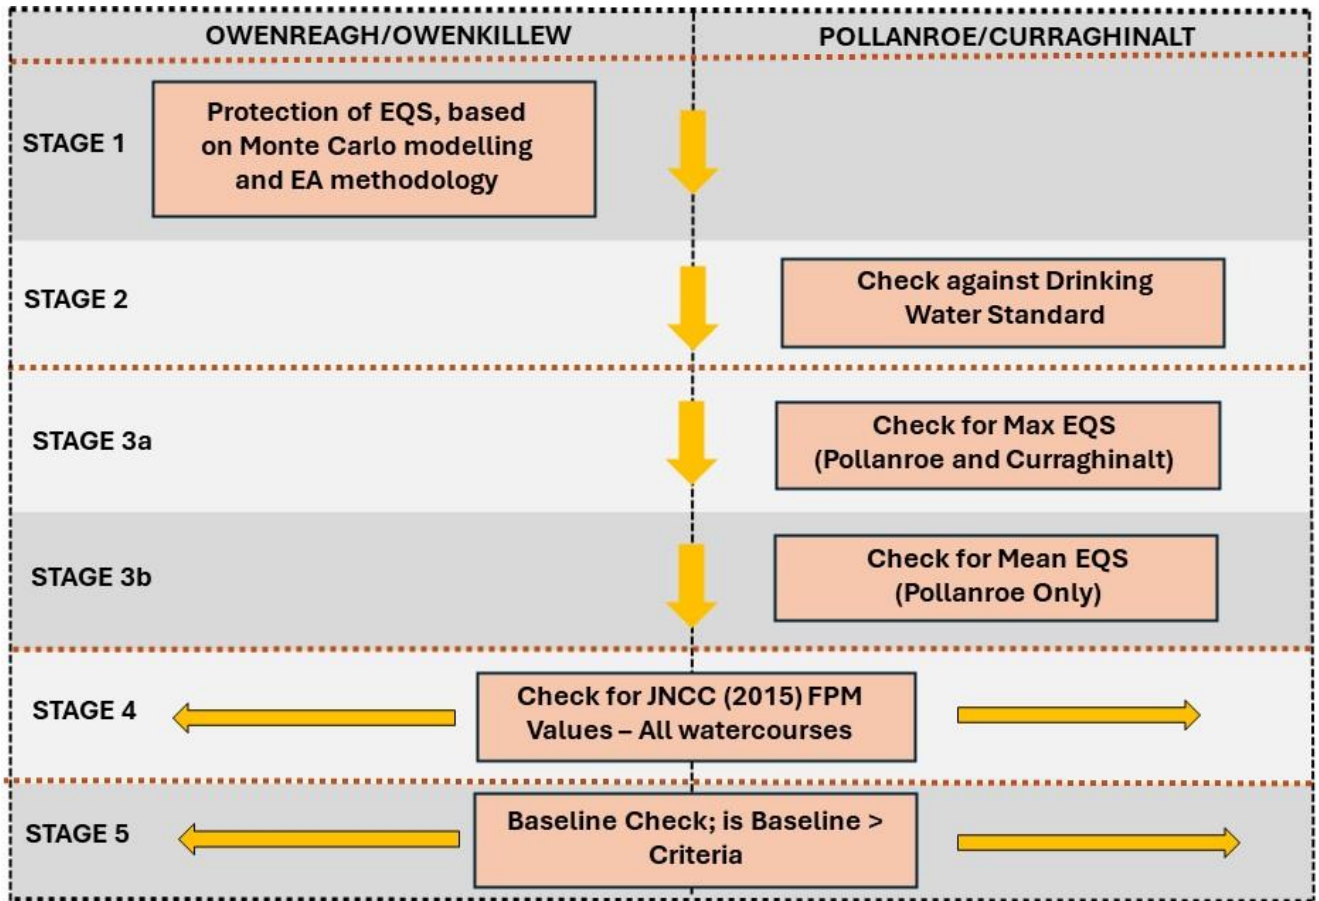 OWENREAGH/OWENKILLEW
POLLANROE/CURRAGHINALT
STAGE 1
Protection of EQS, based
on Monte Carlo modelling
and EA methodology
STAGE 2
Check against Drinking
Water Standard
STAGE 3a
Check for Max EQS
(Pollanroe and Curraghinalt)
STAGE 3b
Check for Mean EQS
(Pollanroe Only)
STAGE 4
Check for JNCC (2015) FPM
Values – All watercourses
STAGE 5
Baseline Check; is Baseline >
Criteria